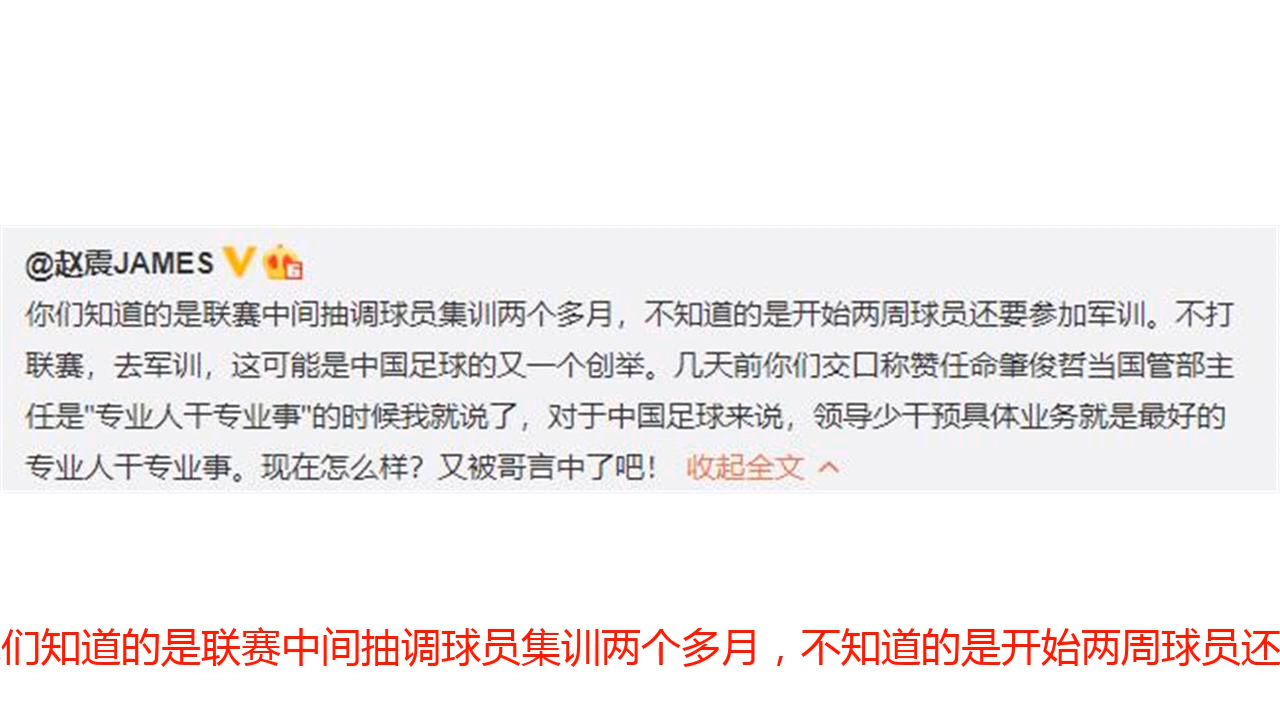 @赵震JAMES
你们知道的是联赛中间抽调球员集训两个多月，不知道的是开始两周球员还要参加军训。不打
联赛，去军训，这可能是中国足球的又一个创举。几天前你们交口称赞任命肇俊哲当国管部主
任是"专业人干专业事"的时候我就说了，对于中国足球来说，领导少干预具体业务就是最好的
专业人干专业事。现在怎么样？又被哥言中了吧！ 收起全文
们知道的是联赛中间抽调球员集训两个多月，不知道的是开始两周球员还